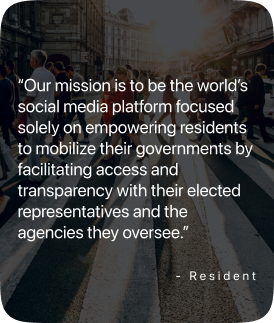 “Our mission is to be the world’s
social media platform focused
solely on empowering residents
to mobilize their governments by
facilitating access and
transparency with their elected
representatives and the
agencies they oversee.”
- Resident